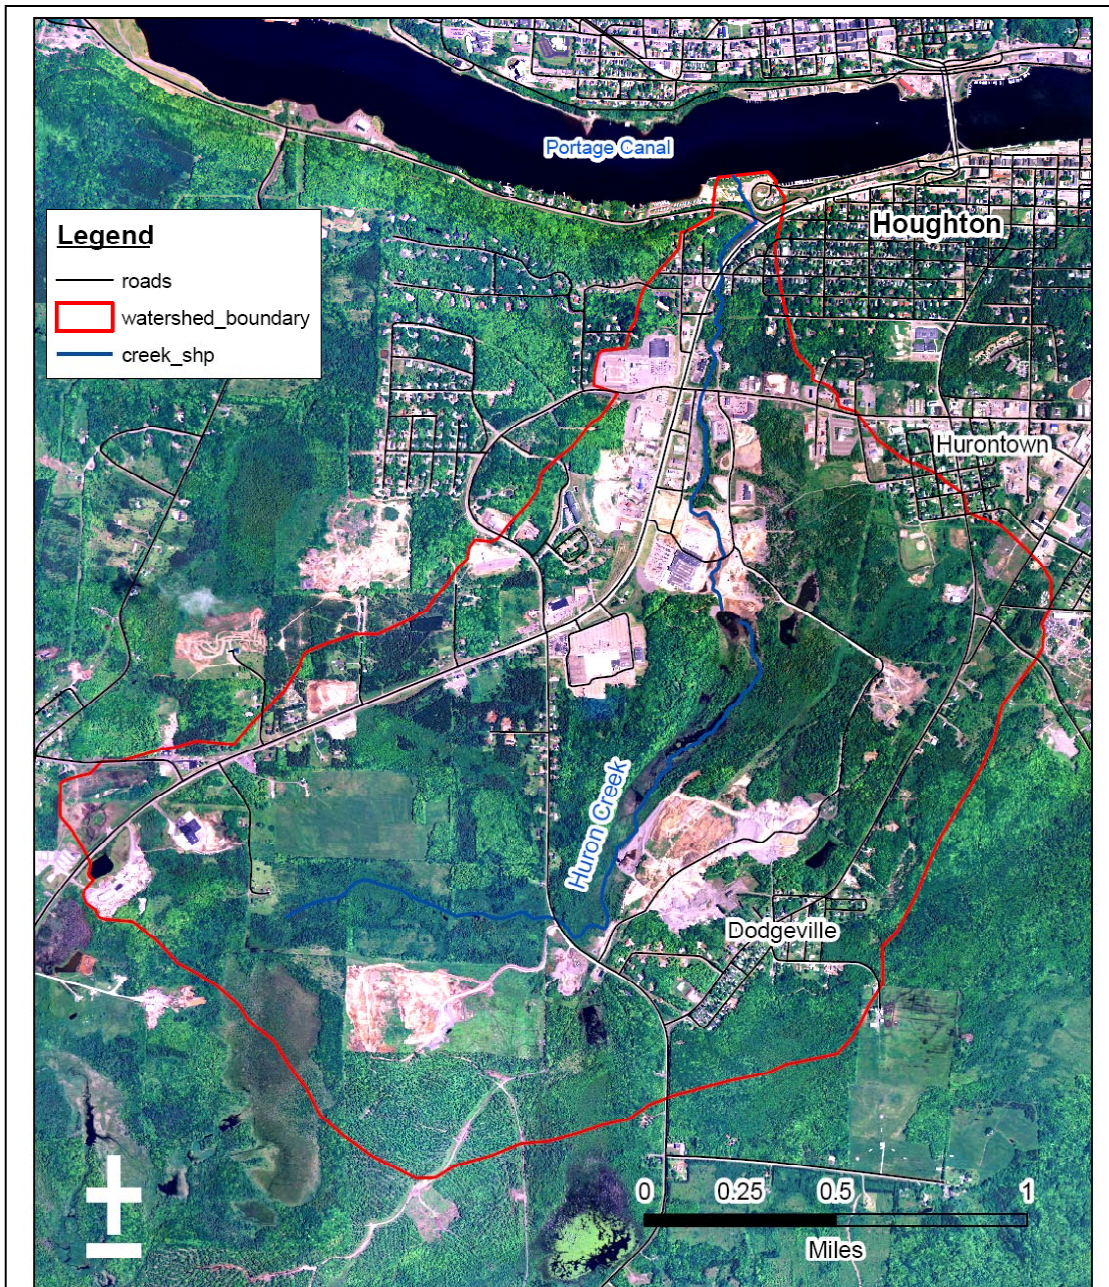 Portage Canal
Houghton
Legend
roads
watershed_boundary
creek_shp
Hurontown
Huron Creek
Dodgeville
0 0.25 0.5 1
Miles